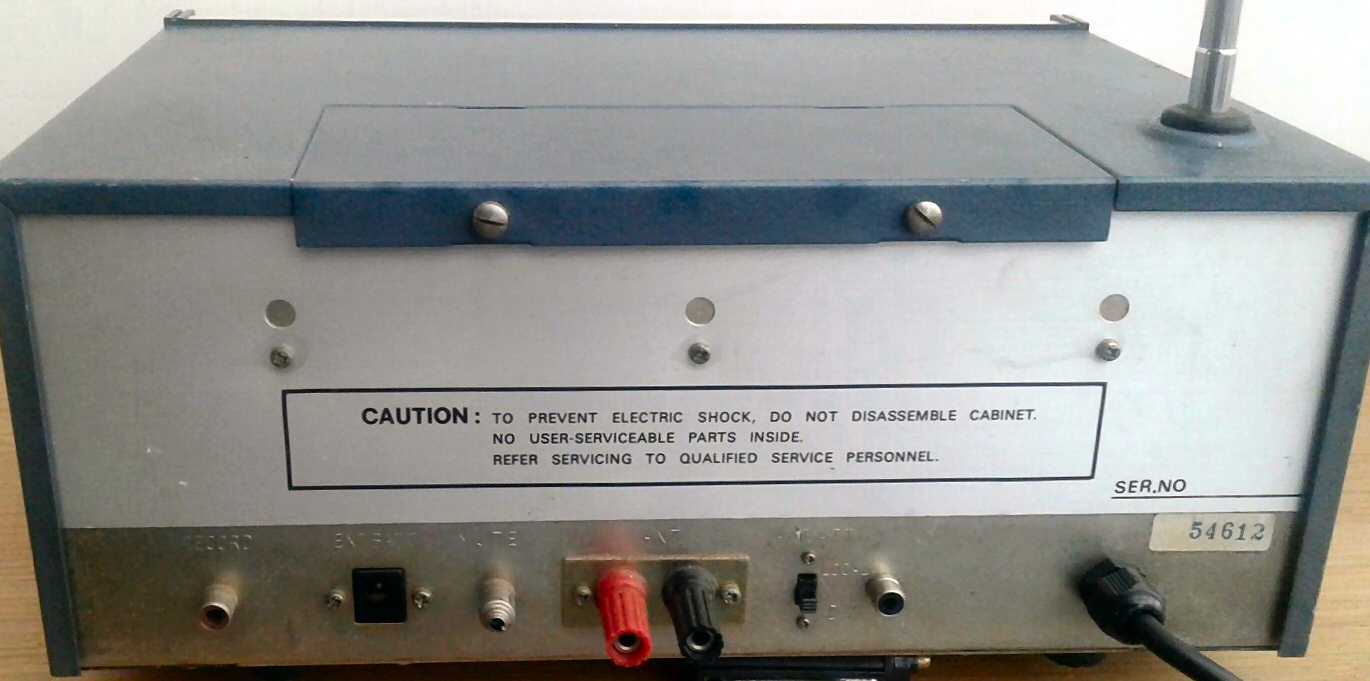 CAUTION: TO PREVENT ELECTRIC SHOCK, DO NOT DISASSEMBLE CABINET.
NO USER-SERVICEABLE PARTS INSIDE.
REFER SERVICING TO QUALIFIED SERVICE PERSONNEL.
SER.NO
54612
RECORD
MUTE
ANT